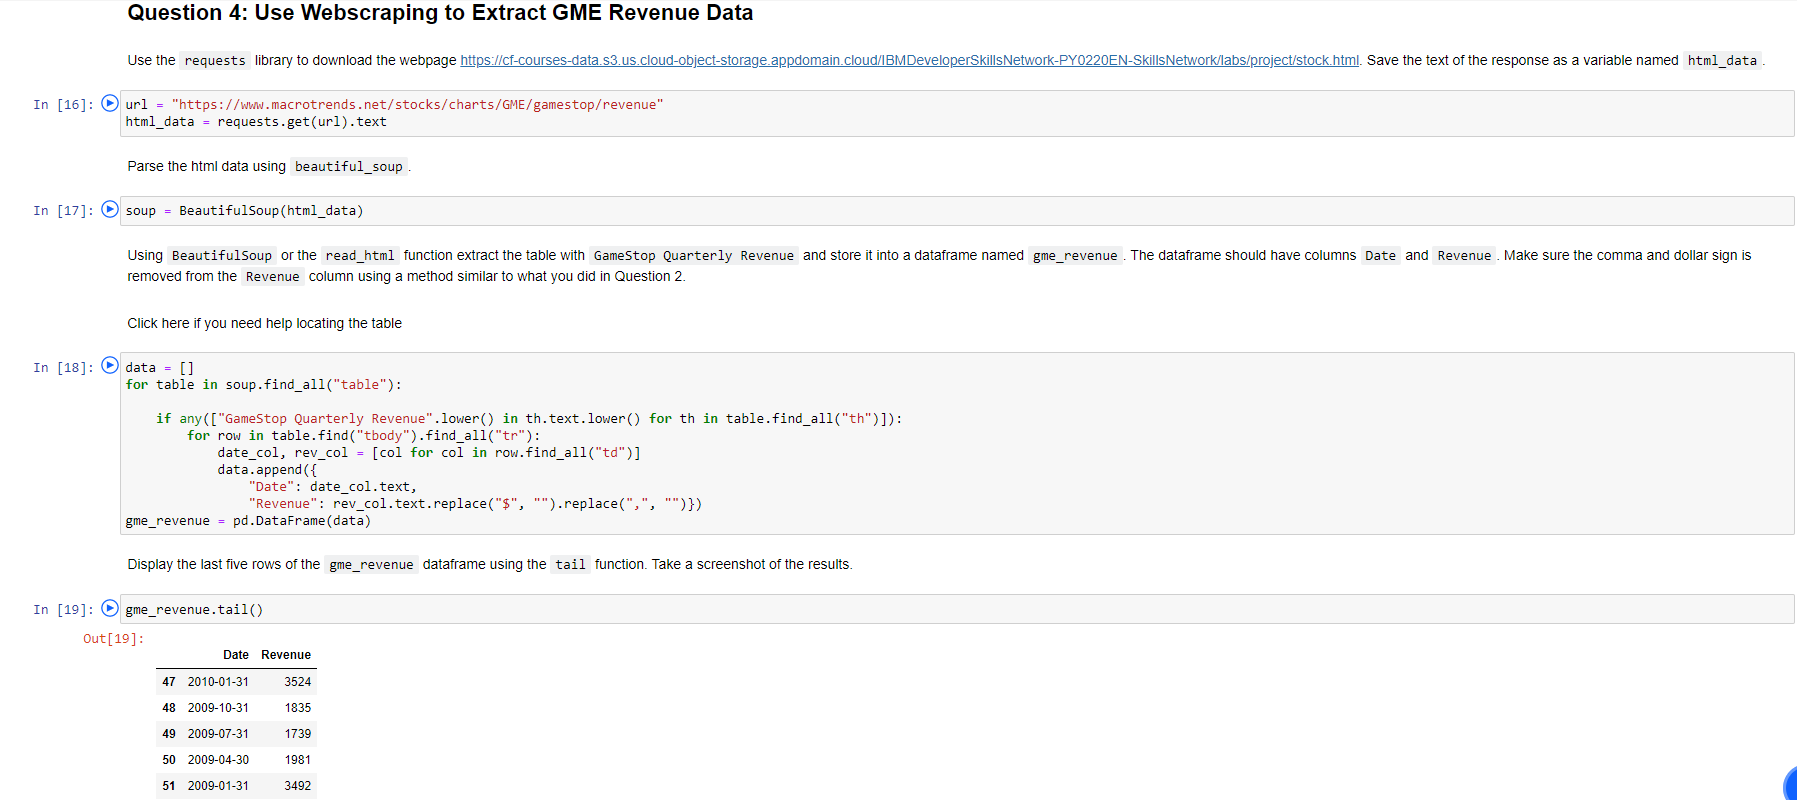 Question 4: Use Webscraping to Extract GME Revenue Data
Use the requests library to download the webpage https://cf-courses-data.s3.us.cloud-object-storage.appdomain.cloud/IBMDeveloperSkillsNetwork-PY0220EN-SkillsNetwork/labs/project/stock.html. Save the text of the response as a variable named html_data .
In [16]: url = "https://www.macrotrends.net/stocks/charts/GME/gamestop/revenue"
html_data = requests.get(url).text
Parse the html data using beautiful_soup .
In [17]: soup = BeautifulSoup(html_data)
Using BeautifulSoup or the read_html function extract the table with GameStop Quarterly Revenue and store it into a dataframe named gme_revenue . The dataframe should have columns Date and Revenue . Make sure the comma and dollar sign is
removed from the Revenue column using a method similar to what you did in Question 2.
Click here if you need help locating the table
In [18]: data = []
for table in soup.find_all("table"):
if any(["GameStop Quarterly Revenue".lower() in th.text.lower() for th in table.find_all("th")]):
for row in table.find("tbody").find_all("tr"):
date_col, rev_col = [col for col in row.find_all("td")]
data.append({
"Date": date_col.text,
"Revenue": rev_col.text.replace("$", "").replace(",", "")})
gme_revenue = pd.DataFrame(data)
Display the last five rows of the gme_revenue dataframe using the tail function. Take a screenshot of the results.
In [19]: gme_revenue.tail()
Out[19]:
Date Revenue
47 2010-01-31 3524
48 2009-10-31 1835
49 2009-07-31 1739
50 2009-04-30 1981
51 2009-01-31 3492